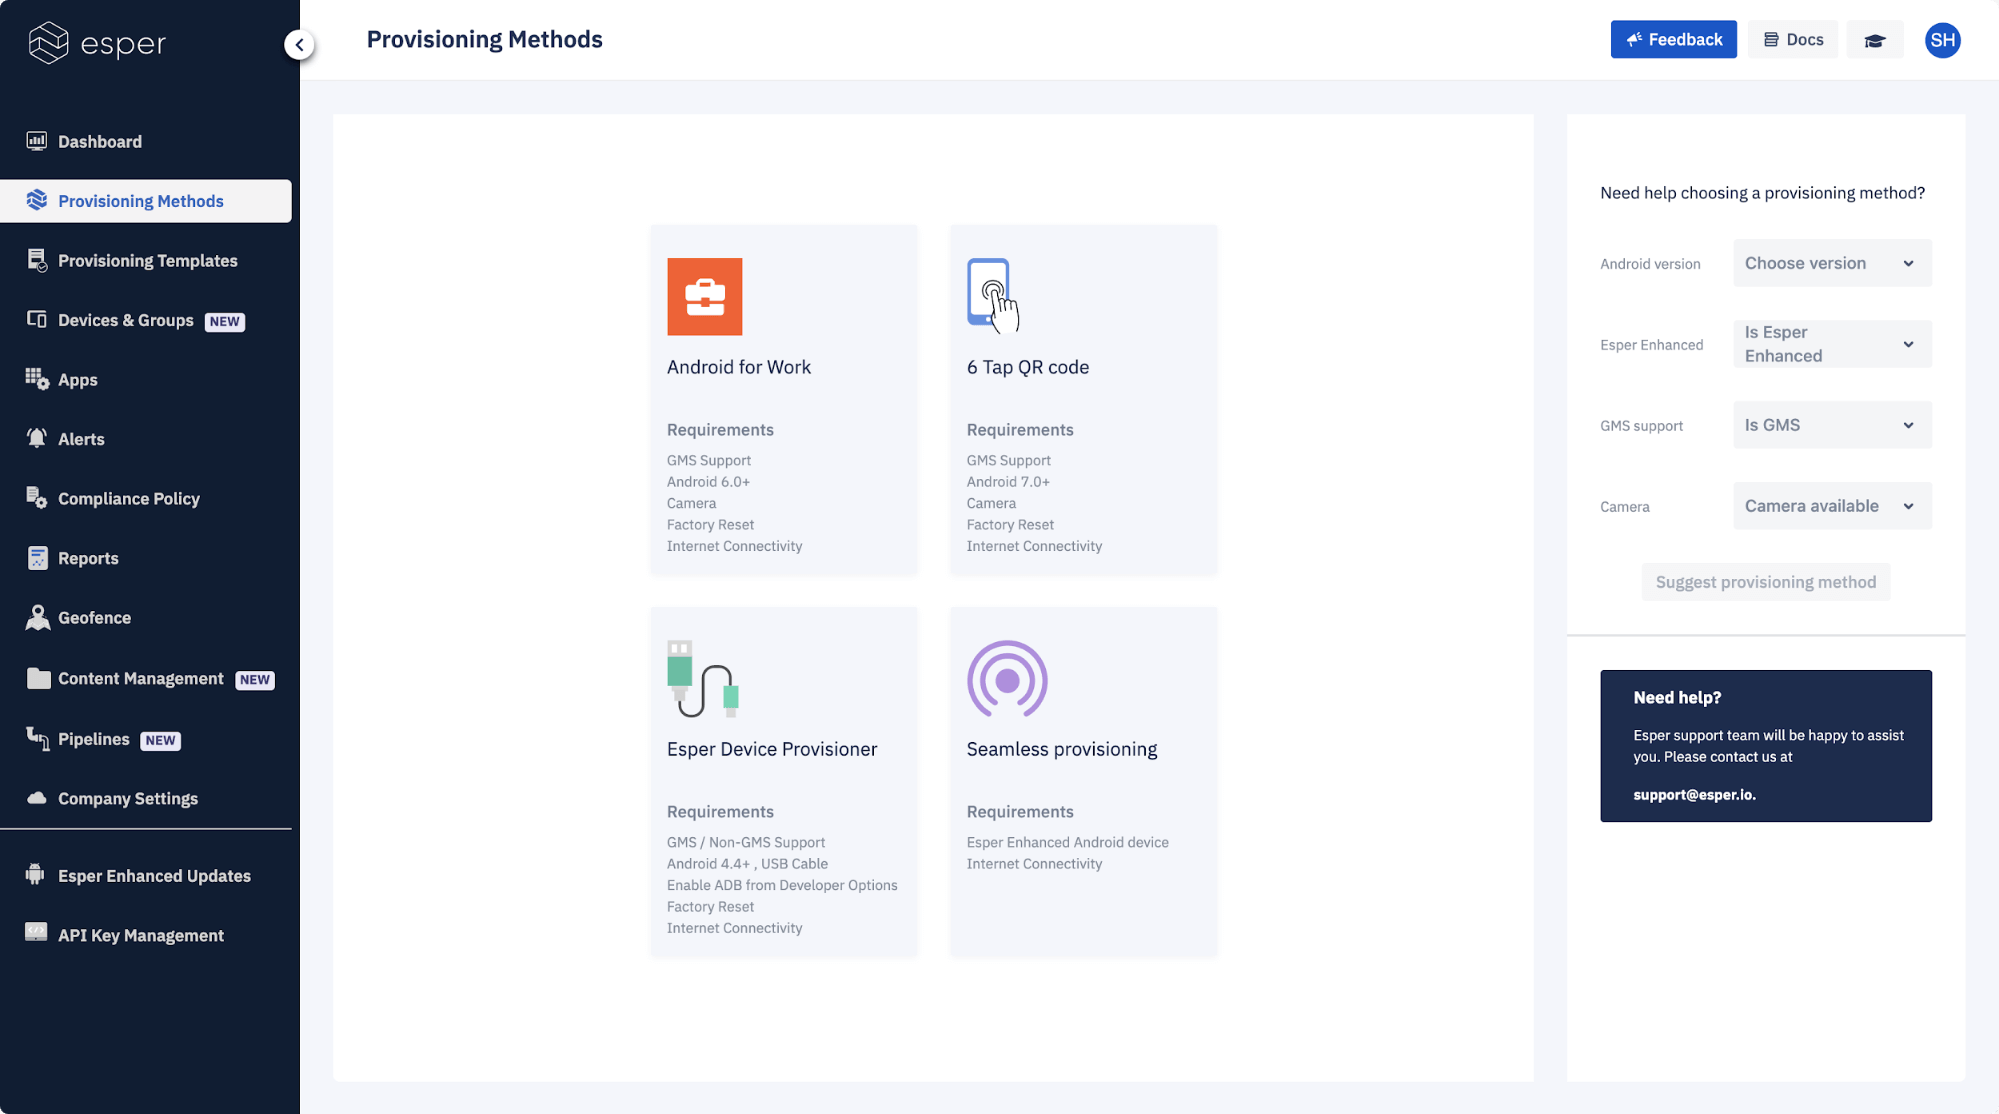 esper
Provisioning Methods
Feedback
Docs
SH
Dashboard
Provisioning Methods
Provisioning Templates
Devices & Groups NEW
Apps
Alerts
Compliance Policy
Reports
Geofence
Content Management NEW
Pipelines NEW
Company Settings
Esper Enhanced Updates
API Key Management
Android for Work
Requirements
GMS Support
Android 6.0+
Camera
Factory Reset
Internet Connectivity
6 Tap QR code
Requirements
GMS Support
Android 7.0+
Camera
Factory Reset
Internet Connectivity
Esper Device Provisioner
Requirements
GMS / Non-GMS Support
Android 4.4+ , USB Cable
Enable ADB from Developer Options
Factory Reset
Internet Connectivity
Seamless provisioning
Requirements
Esper Enhanced Android device
Internet Connectivity
Need help choosing a provisioning method?
Android version
Choose version
Esper Enhanced
Is Esper
Enhanced
GMS support
Is GMS
Camera
Camera available
Suggest provisioning method
Need help?
Esper support team will be happy to assist
you. Please contact us at
support@esper.io.